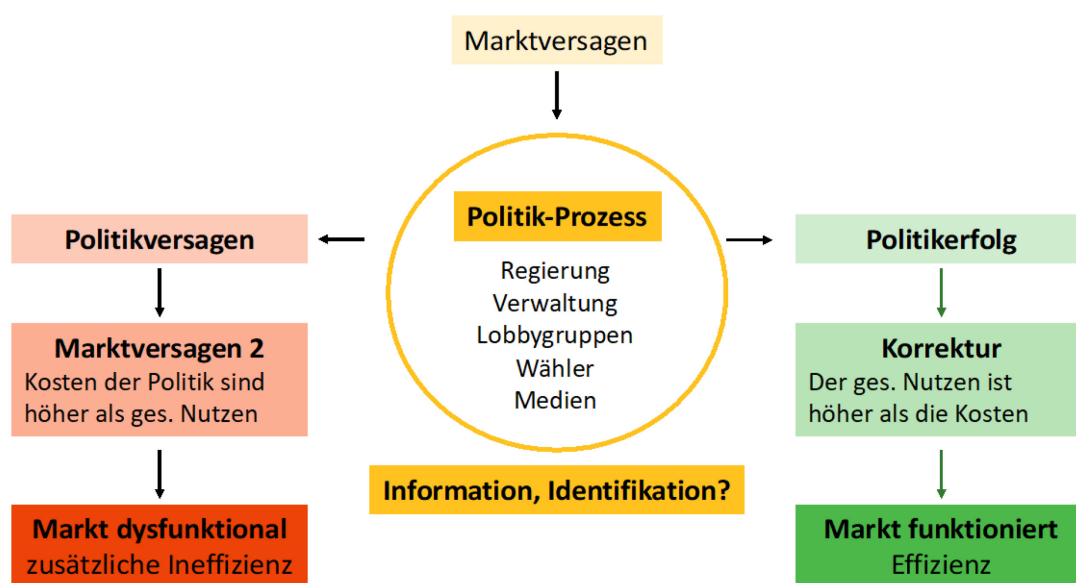 Marktversagen
Politik-Prozess
Regierung
Verwaltung
Lobbygruppen
Wähler
Medien
Information, Identifikation?
Politikversagen
Marktversagen 2
Kosten der Politik sind
höher als ges. Nutzen
Markt dysfunktional
zusätzliche Ineffizienz
Politikerfolg
Korrektur
Der ges. Nutzen ist
höher als die Kosten
Markt funktioniert
Effizienz